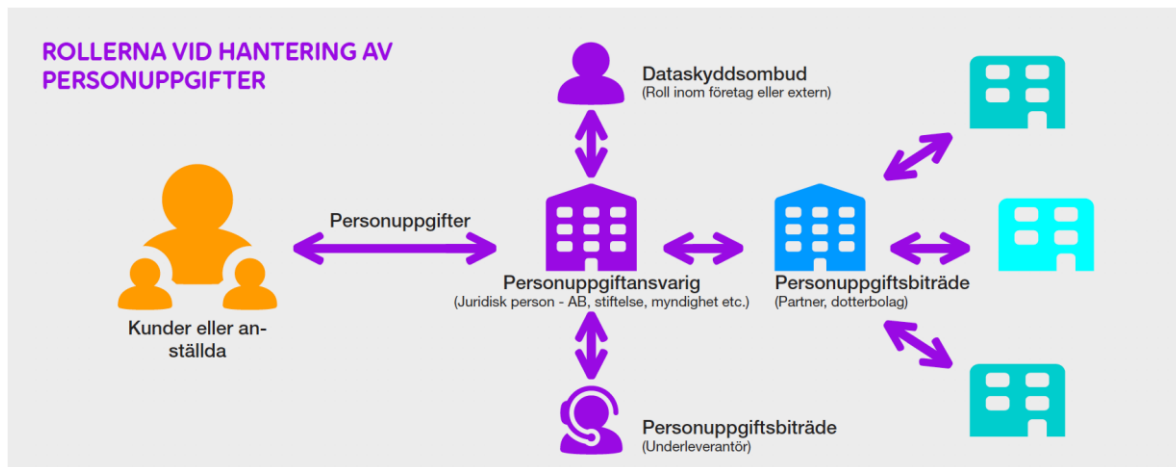 ROLLERNA VID HANTERING AV
PERSONUPPGIFTER
Dataskyddsombud
(Roll inom företag eller extern)
Personuppgifter
Personuppgiftansvarig
(Juridisk person - AB, stiftelse, myndighet etc.)
Personuppgiftsbiträde
(Partner, dotterbolag)
Kunder eller an-
ställda
Personuppgiftsbiträde
(Underleverantör)